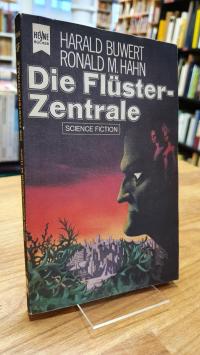 HEYNE
BÜCHER
HARALD BUWERT
RONALD M. HAHN
Die Flüster-
Zentrale
SCIENCE FICTION